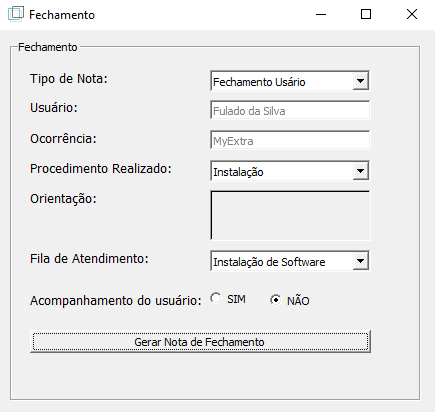 Fechamento
Fechamento
Tipo de Nota: Fechamento Usário
Usuário: Fulado da Silva
Ocorrência: MyExtra
Procedimento Realizado: Instalação
Orientação:
Fila de Atendimento: Instalação de Software
Acompanhamento do usuário: SIM NÃO
Gerar Nota de Fechamento